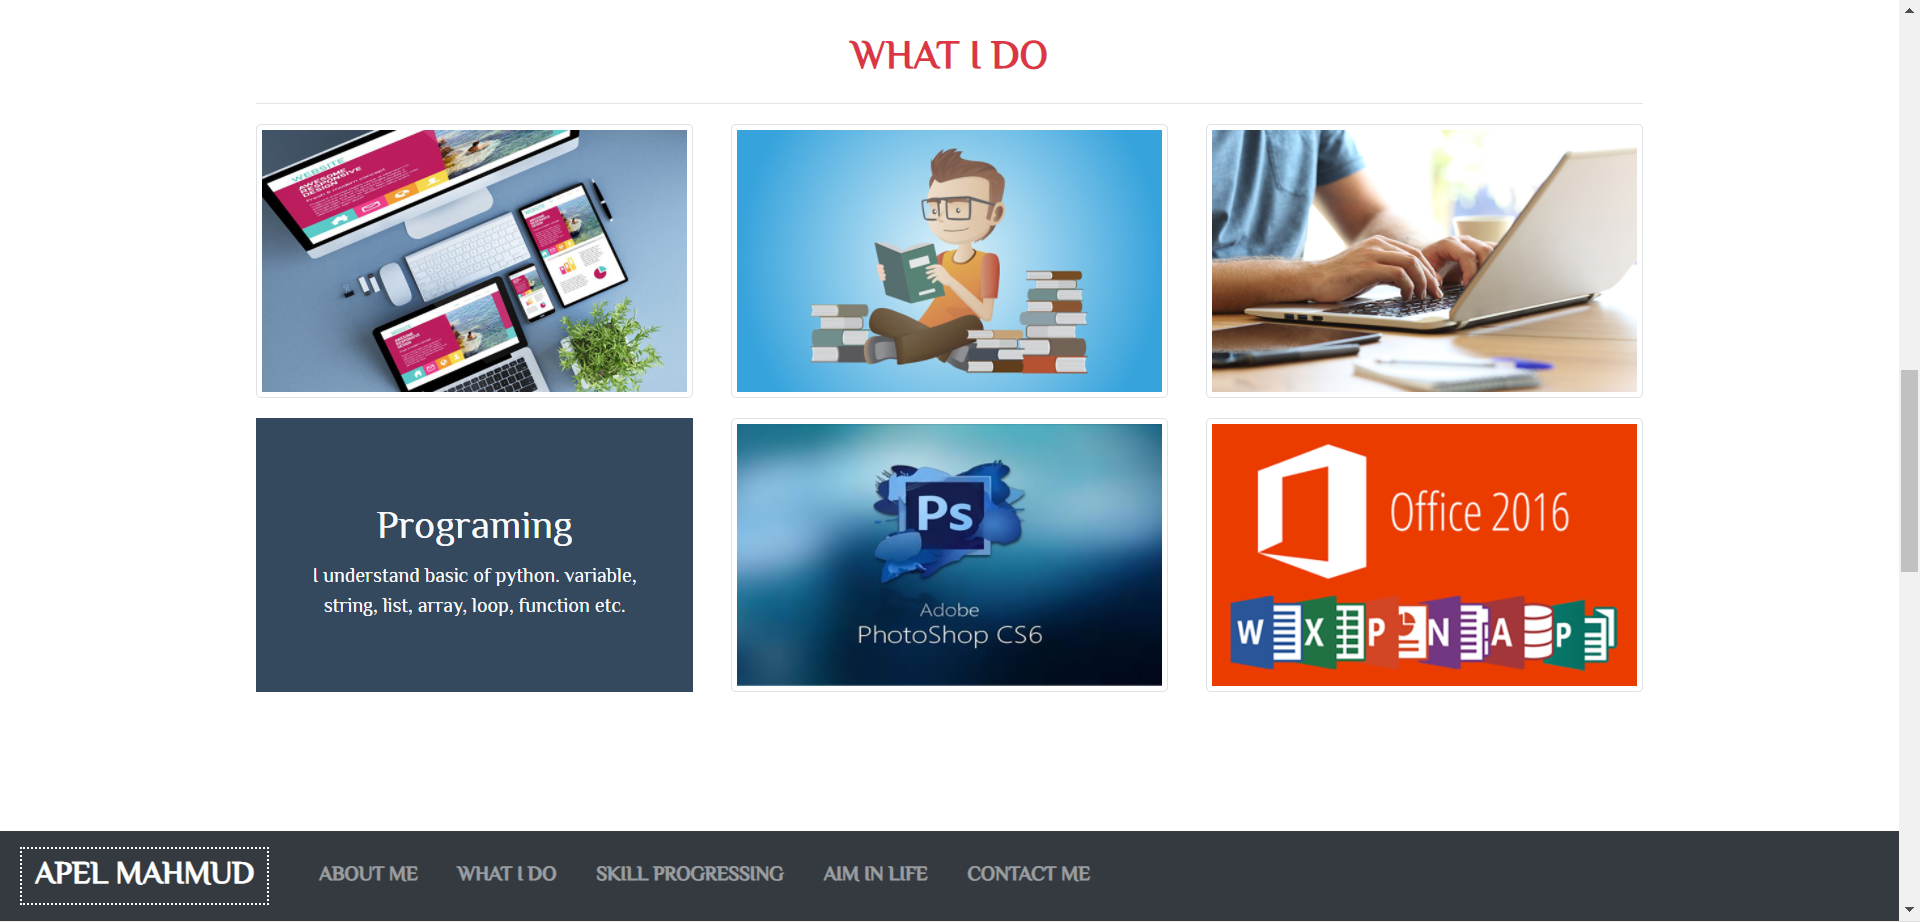 WHAT I DO
WEBSITE
AWESOME
RESPONSIVE
DESIGN
Programing
I understand basic of python. variable,
string, list, array, loop, function etc.
Ps
Adobe
PhotoShop CS6
Office 2016
W X P N A P
APEL MAHMUD
ABOUT ME
WHAT I DO
SKILL PROGRESSING
AIM IN LIFE
CONTACT ME